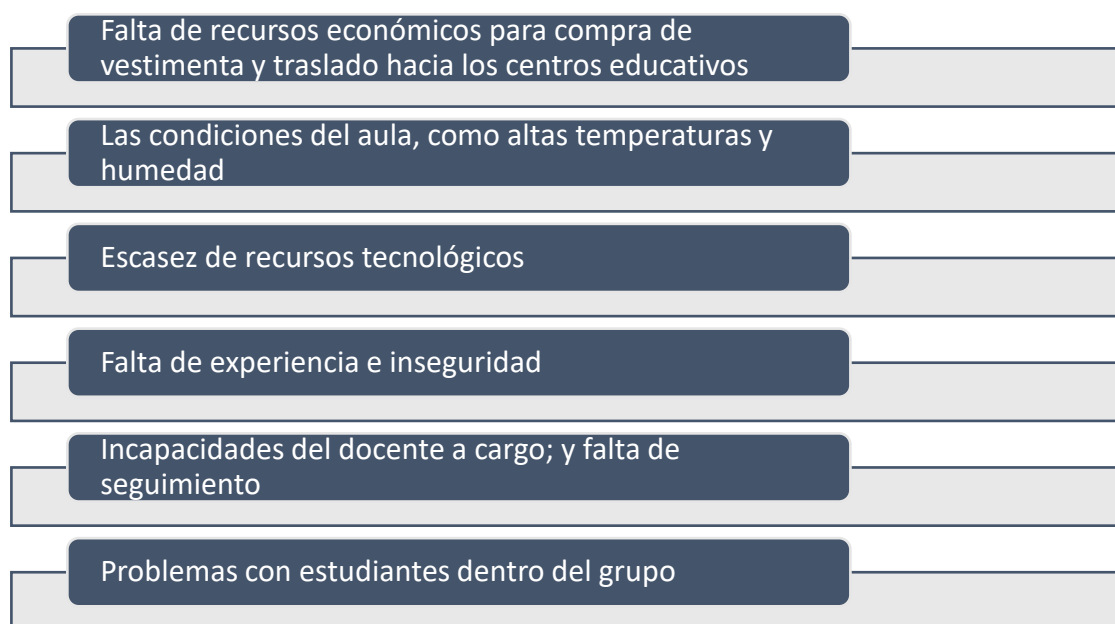 Falta de recursos económicos para compra de
vestimenta y traslado hacia los centros educativos
Las condiciones del aula, como altas temperaturas y
humedad
Escasez de recursos tecnológicos
Falta de experiencia e inseguridad
Incapacidades del docente a cargo; y falta de
seguimiento
Problemas con estudiantes dentro del grupo